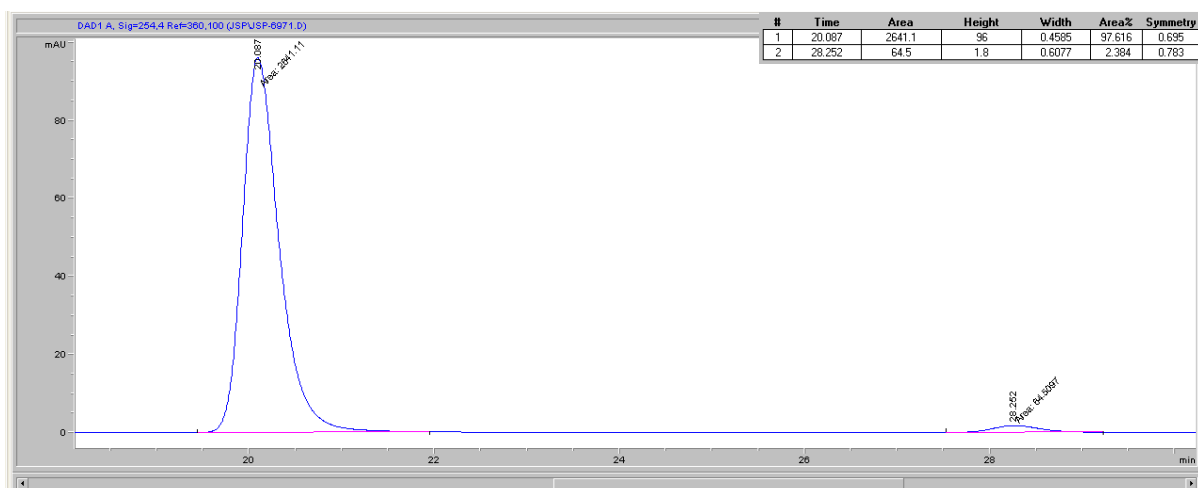 DAD1 A, Sig=254,4 Ref=360,100 (JSP\JSP-6971.D)
# Time Area Height Width Area% Symmetry
1 20.087 2641.1 96 0.4585 97.616 0.695
2 28.252 64.5 1.8 0.6077 2.384 0.783
mAU
20.087
Area: 2641.11
80
60
40
20
0
28.252
Area: 64.5097
20 22 24 26 28 min